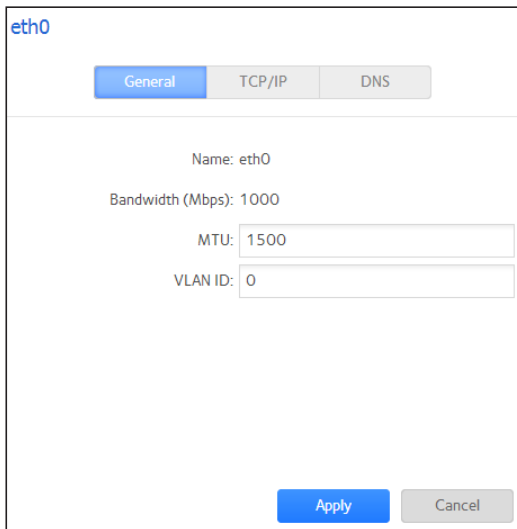 eth0
General TCP/IP DNS
Name: eth0
Bandwidth (Mbps): 1000
MTU: 1500
VLAN ID: 0
Apply Cancel